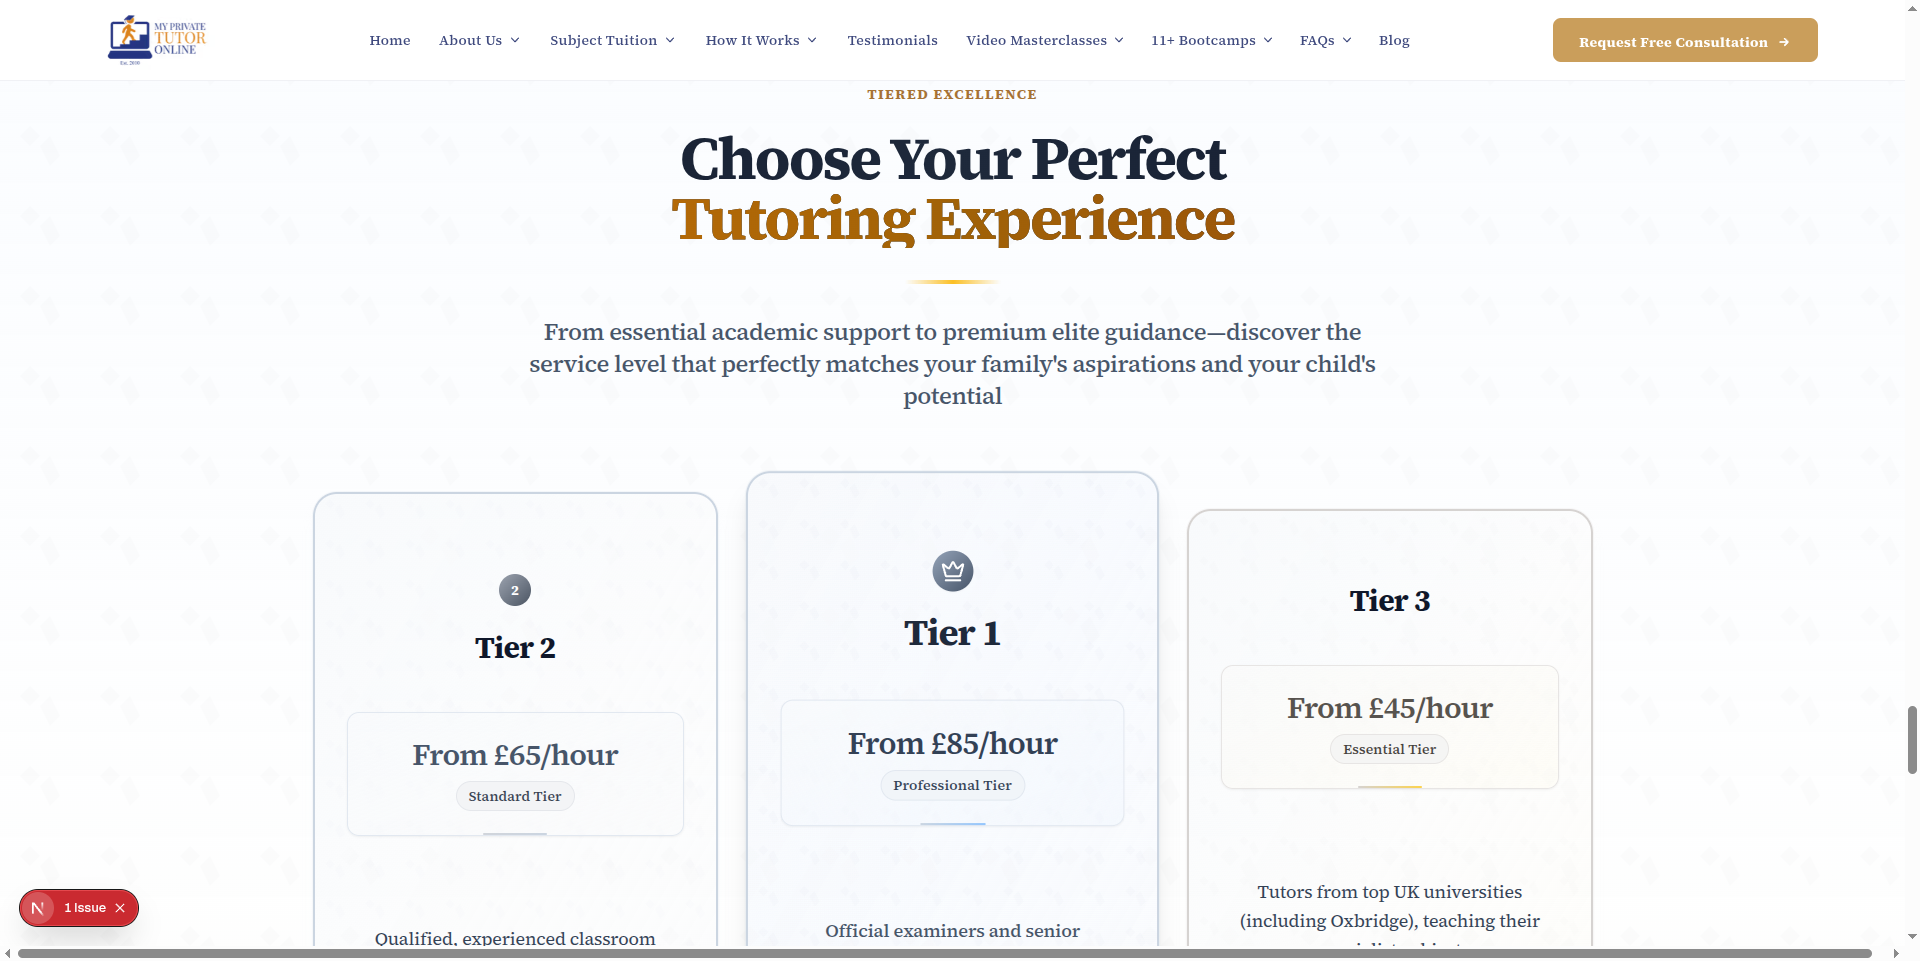 MY PRIVATE
TUTOR
ONLINE
Est. 2010
Home
About Us
Subject Tuition
How It Works
Testimonials
Video Masterclasses
11+ Bootcamps
FAQs
Blog
Request Free Consultation
TIERED EXCELLENCE
Choose Your Perfect
Tutoring Experience
From essential academic support to premium elite guidance—discover the
service level that perfectly matches your family's aspirations and your child's
potential
2
Tier 2
From £65/hour
Standard Tier
Qualified, experienced classroom
Tier 1
From £85/hour
Professional Tier
Official examiners and senior
Tier 3
From £45/hour
Essential Tier
Tutors from top UK universities
(including Oxbridge), teaching their
N
1 Issue